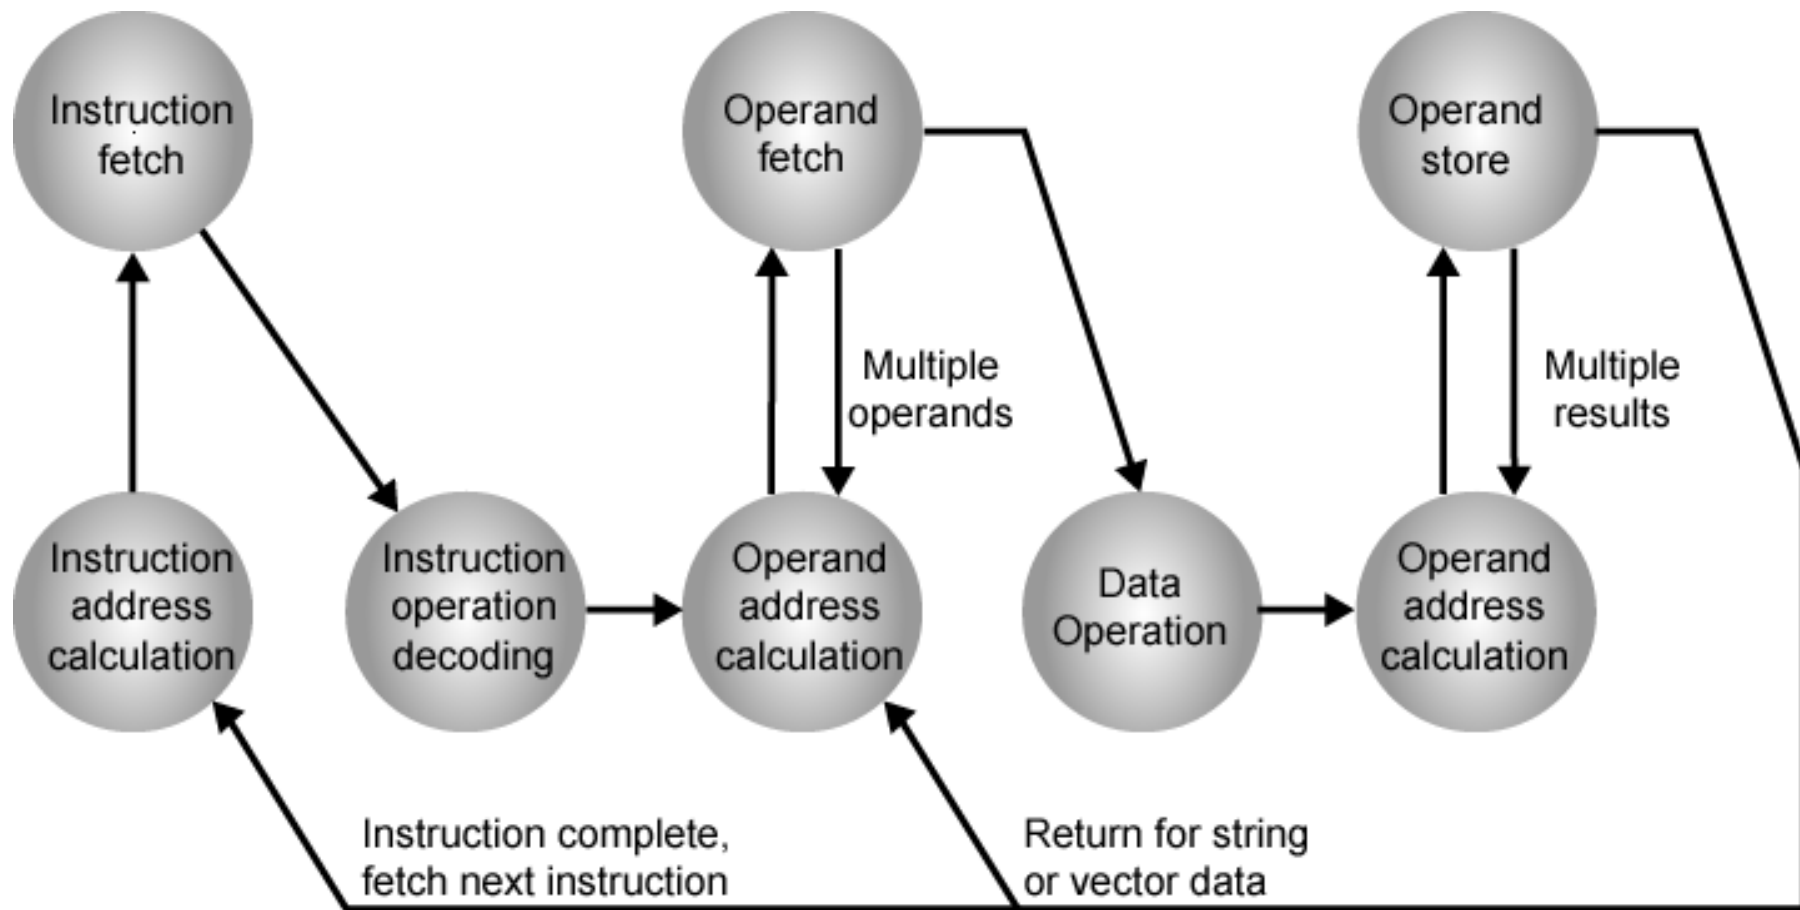 Instruction
fetch
Operand
fetch
Operand
store
Multiple
operands
Multiple
results
Instruction
address
calculation
Instruction
operation
decoding
Operand
address
calculation
Data
Operation
Operand
address
calculation
Instruction complete,
fetch next instruction
Return for string
or vector data